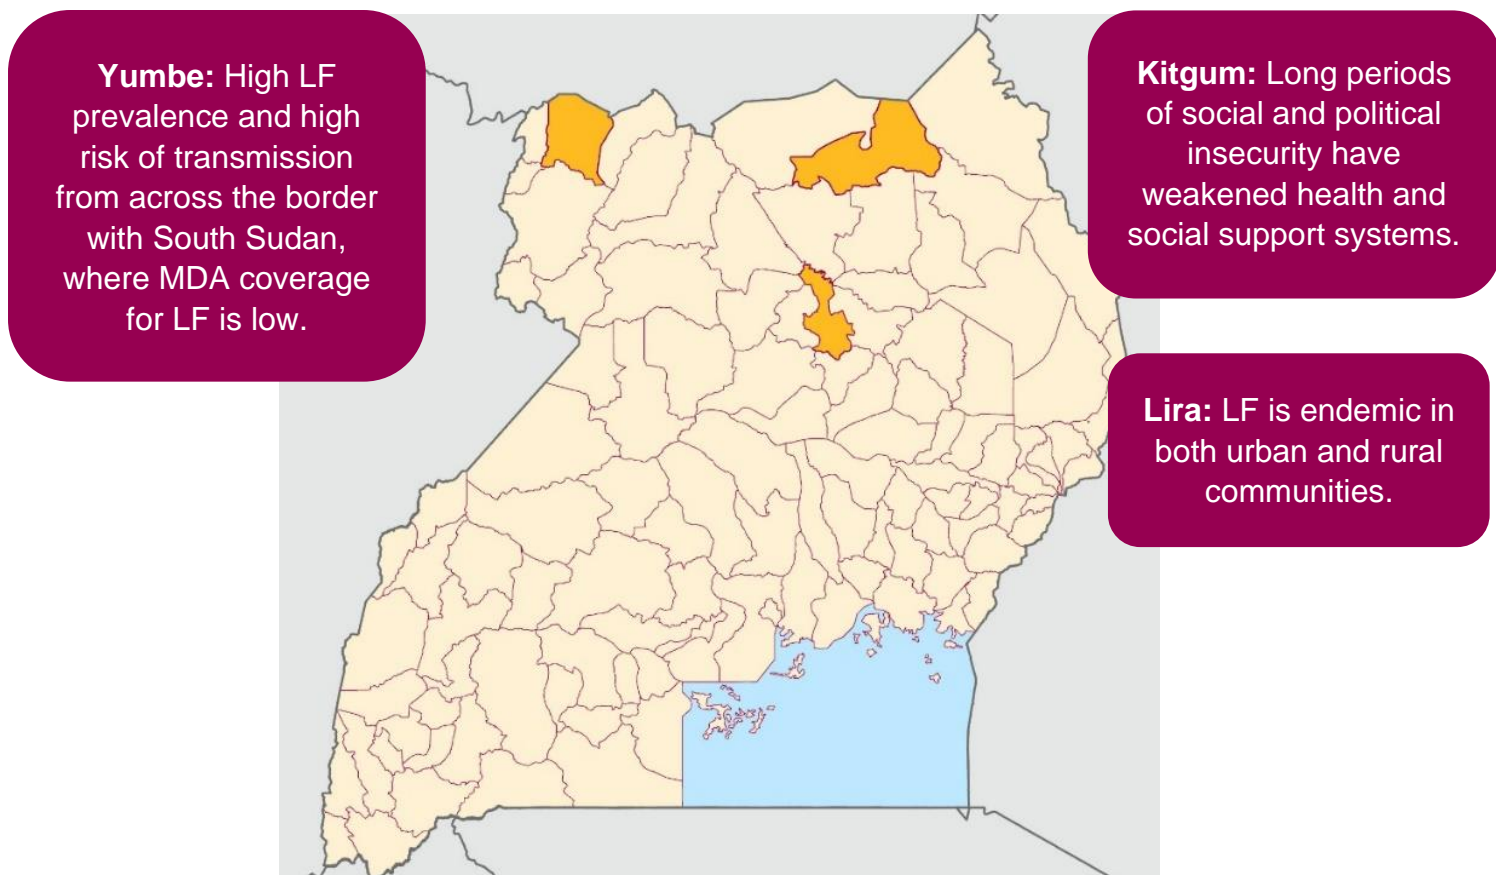 Yumbe: High LF
prevalence and high
risk of transmission
from across the border
with South Sudan,
where MDA coverage
for LF is low.
Kitgum: Long periods
of social and political
insecurity have
weakened health and
social support systems.
Lira: LF is endemic in
both urban and rural
communities.